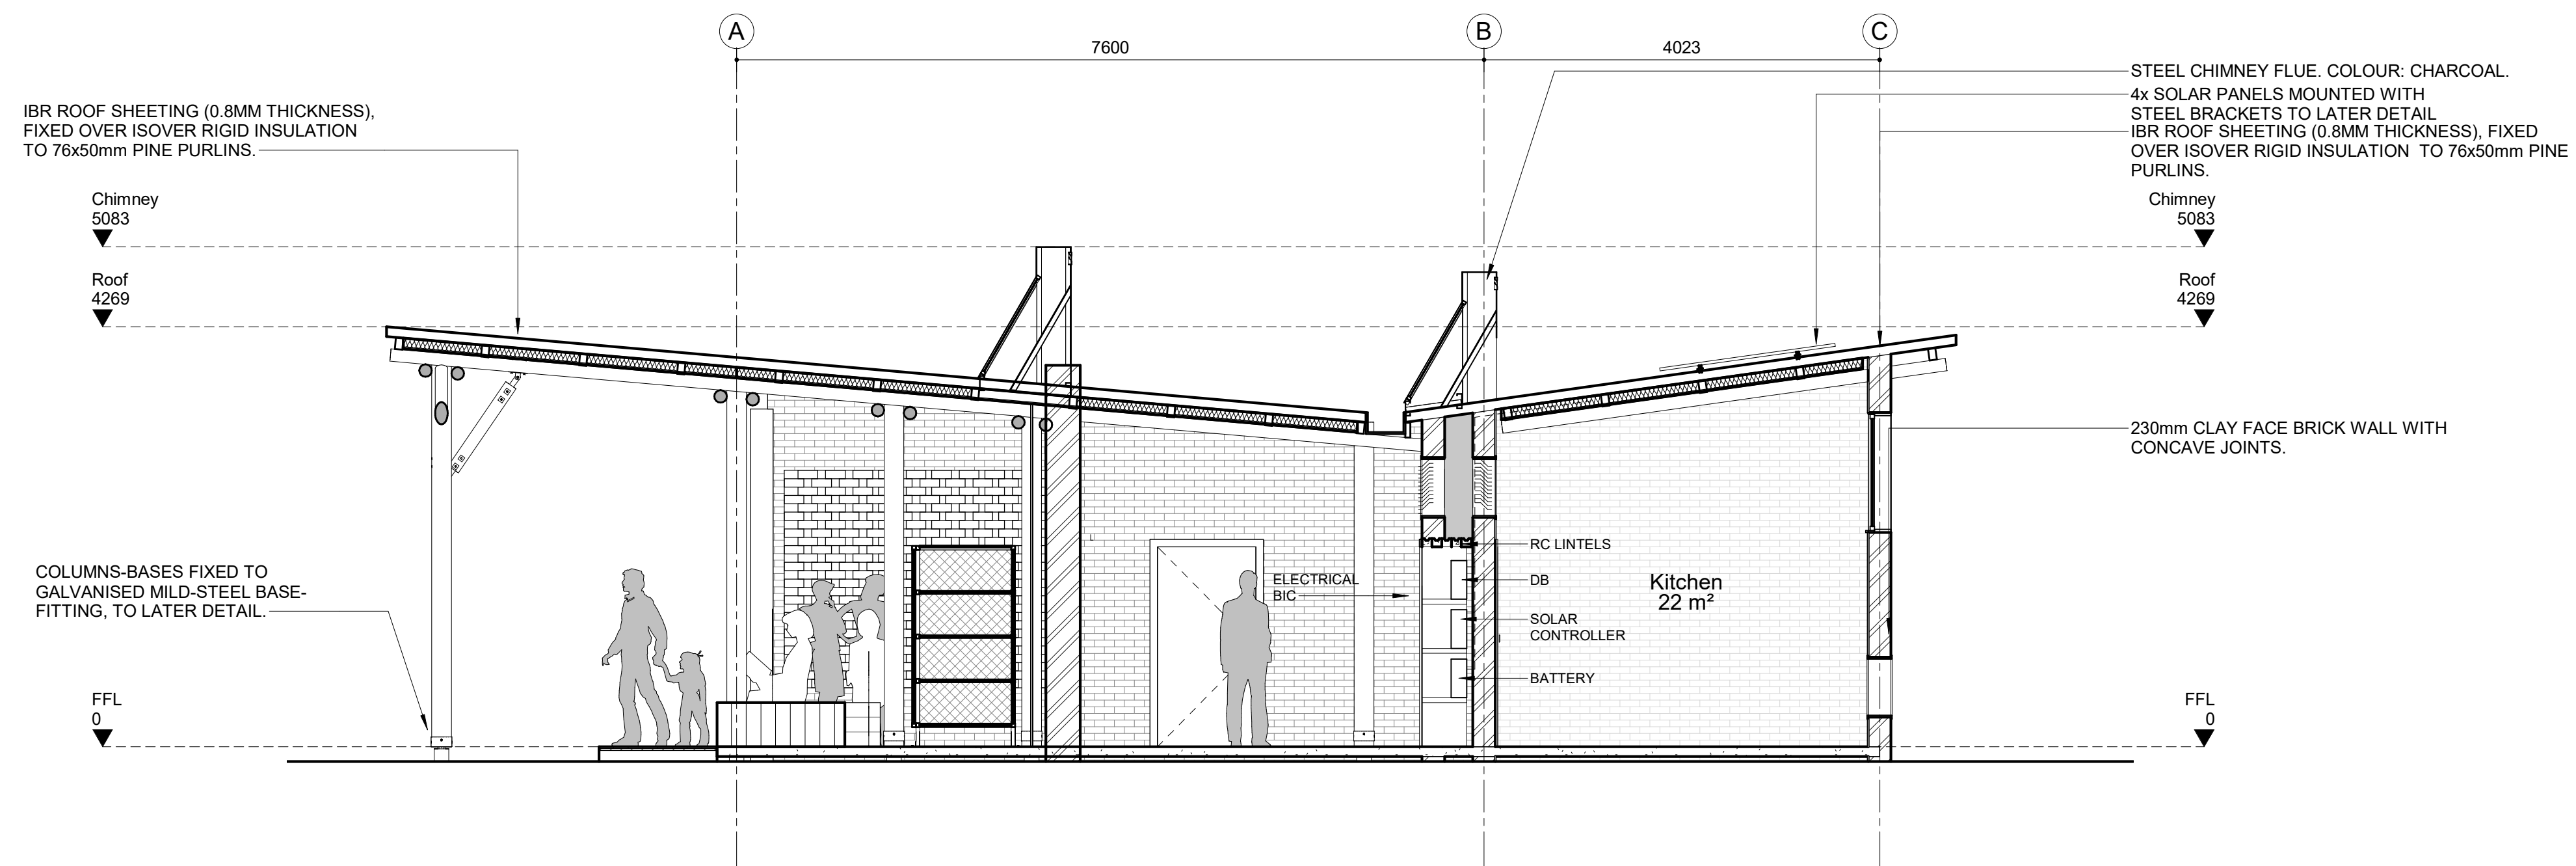 A
B
C
7600
4023
STEEL CHIMNEY FLUE. COLOUR: CHARCOAL.
4x SOLAR PANELS MOUNTED WITH
STEEL BRACKETS TO LATER DETAIL
IBR ROOF SHEETING (0.8MM THICKNESS), FIXED
OVER ISOVER RIGID INSULATION TO 76x50mm PINE
PURLINS.
IBR ROOF SHEETING (0.8MM THICKNESS),
FIXED OVER ISOVER RIGID INSULATION
TO 76x50mm PINE PURLINS.
Chimney
5083
Chimney
5083
Roof
4269
Roof
4269
230mm CLAY FACE BRICK WALL WITH
CONCAVE JOINTS.
RC LINTELS
ELECTRICAL
BIC
DB
Kitchen
22 m²
SOLAR
CONTROLLER
BATTERY
COLUMNS-BASES FIXED TO
GALVANISED MILD-STEEL BASE-
FITTING, TO LATER DETAIL.
FFL
0
FFL
0